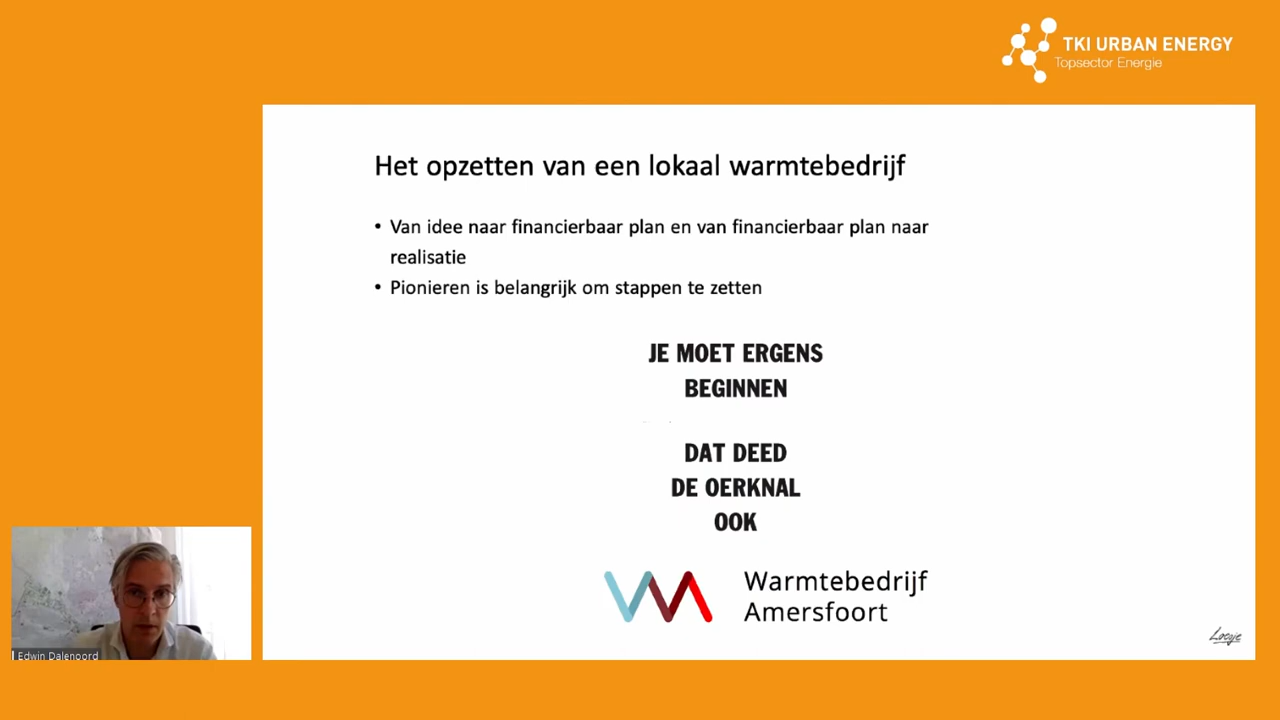 TKI URBAN ENERGY
Topsector Energie
Het opzetten van een lokaal warmtebedrijf
• Van idee naar financierbaar plan en van financierbaar plan naar
realisatie
• Pionieren is belangrijk om stappen te zetten
JE MOET ERGENS
BEGINNEN
DAT DEED
DE OERKNAL
OOK
Warmtebedrijf
Amersfoort
Loesje
Edwin Dalenoord